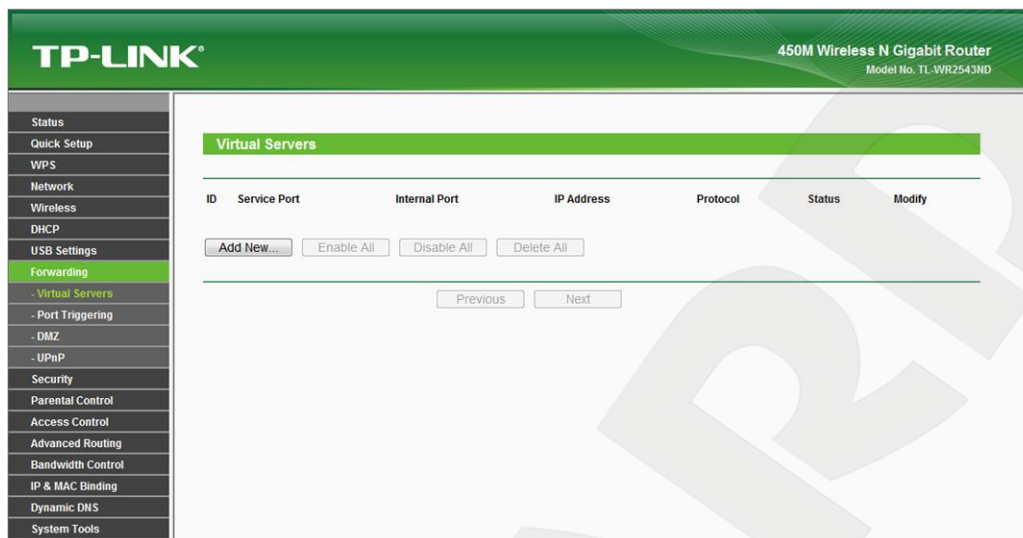 TP-LINK®
450M Wireless N Gigabit Router
Model No. TL-WR2543ND
Status
Quick Setup
WPS
Network
Wireless
DHCP
USB Settings
Forwarding
- Virtual Servers
- Port Triggering
- DMZ
- UPnP
Security
Parental Control
Access Control
Advanced Routing
Bandwidth Control
IP & MAC Binding
Dynamic DNS
System Tools
Virtual Servers
ID Service Port Internal Port IP Address Protocol Status Modify
Add New... Enable All Disable All Delete All
Previous Next